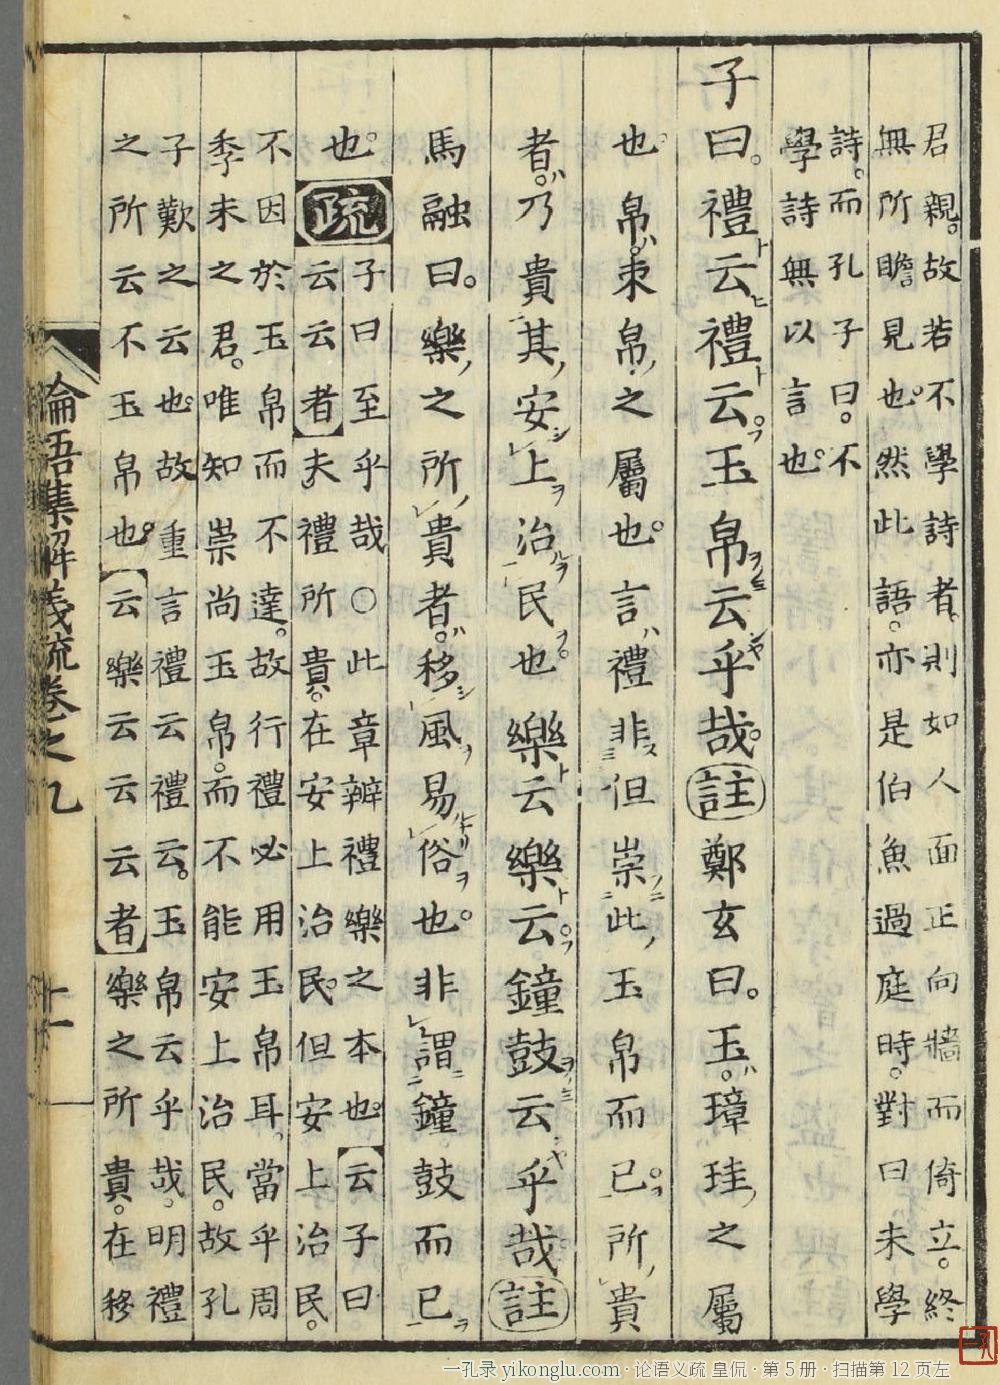 君親。故若不學詩者。則如人面正向牆而倚立。終
無所瞻。見也。然此語。亦是伯魚過庭時。對曰未學
詩。而孔子曰。不
學詩無以言也。
子曰。禮云禮云。玉帛云乎哉。註鄭玄曰。玉。璋珪之屬
也。帛。束帛之屬也。言禮非但崇此玉帛而已。所貴
者。乃貴其安上治民也。樂云樂云。鐘鼓云乎哉註
馬融曰。樂之所貴者。移風易俗也。非謂鐘鼓而已
也。疏
子曰至乎哉○此章辨禮樂之本也。【云子曰
云云者】夫禮所貴。在安上治民。但安上治民。
不因於玉帛而不達。故行禮必用玉帛耳。當乎周
季末之君。唯知崇尚玉帛。而不能安上治民。故孔
子歎之云也。故重言禮云禮云。玉帛云乎哉。明禮
之所云不玉帛也。【云樂云云云者】樂之所貴。在移
論語集解義疏卷之九
十一
一孔录 yikonglu.com · 论语义疏 皇侃 · 第 5 册 · 扫描第 12 页左